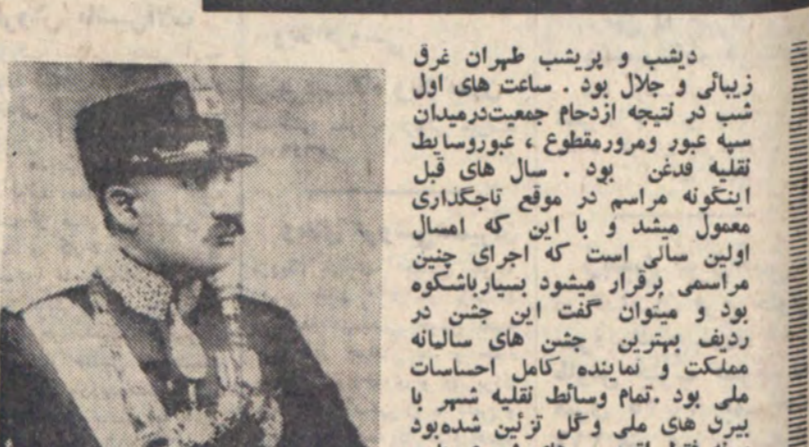 دیشب و پریشب طهران غرق
زیبائی و جلال بود . ساعت های اول
شب در نتیجه ازدحام جمعیت‌درمیدان
سپه عبور ومرورمقطوع ، عبوروسایط
نقلیه قدغن بود . سال های قبل
اینگونه مراسم در موقع تاجگذاری
معمول میشد و با این که امسال
اولین سالی است که اجرای چنین
مراسمی برقرار میشود بسیارباشکوه
بود و میتوان گفت این جشن در
ردیف بهترین جشن های سالیانه
مملکت و نماینده کامل احساسات
ملی بود .تمام وسائط نقلیه شهر با
بیرق های ملی وگل تزئین شده‌بود